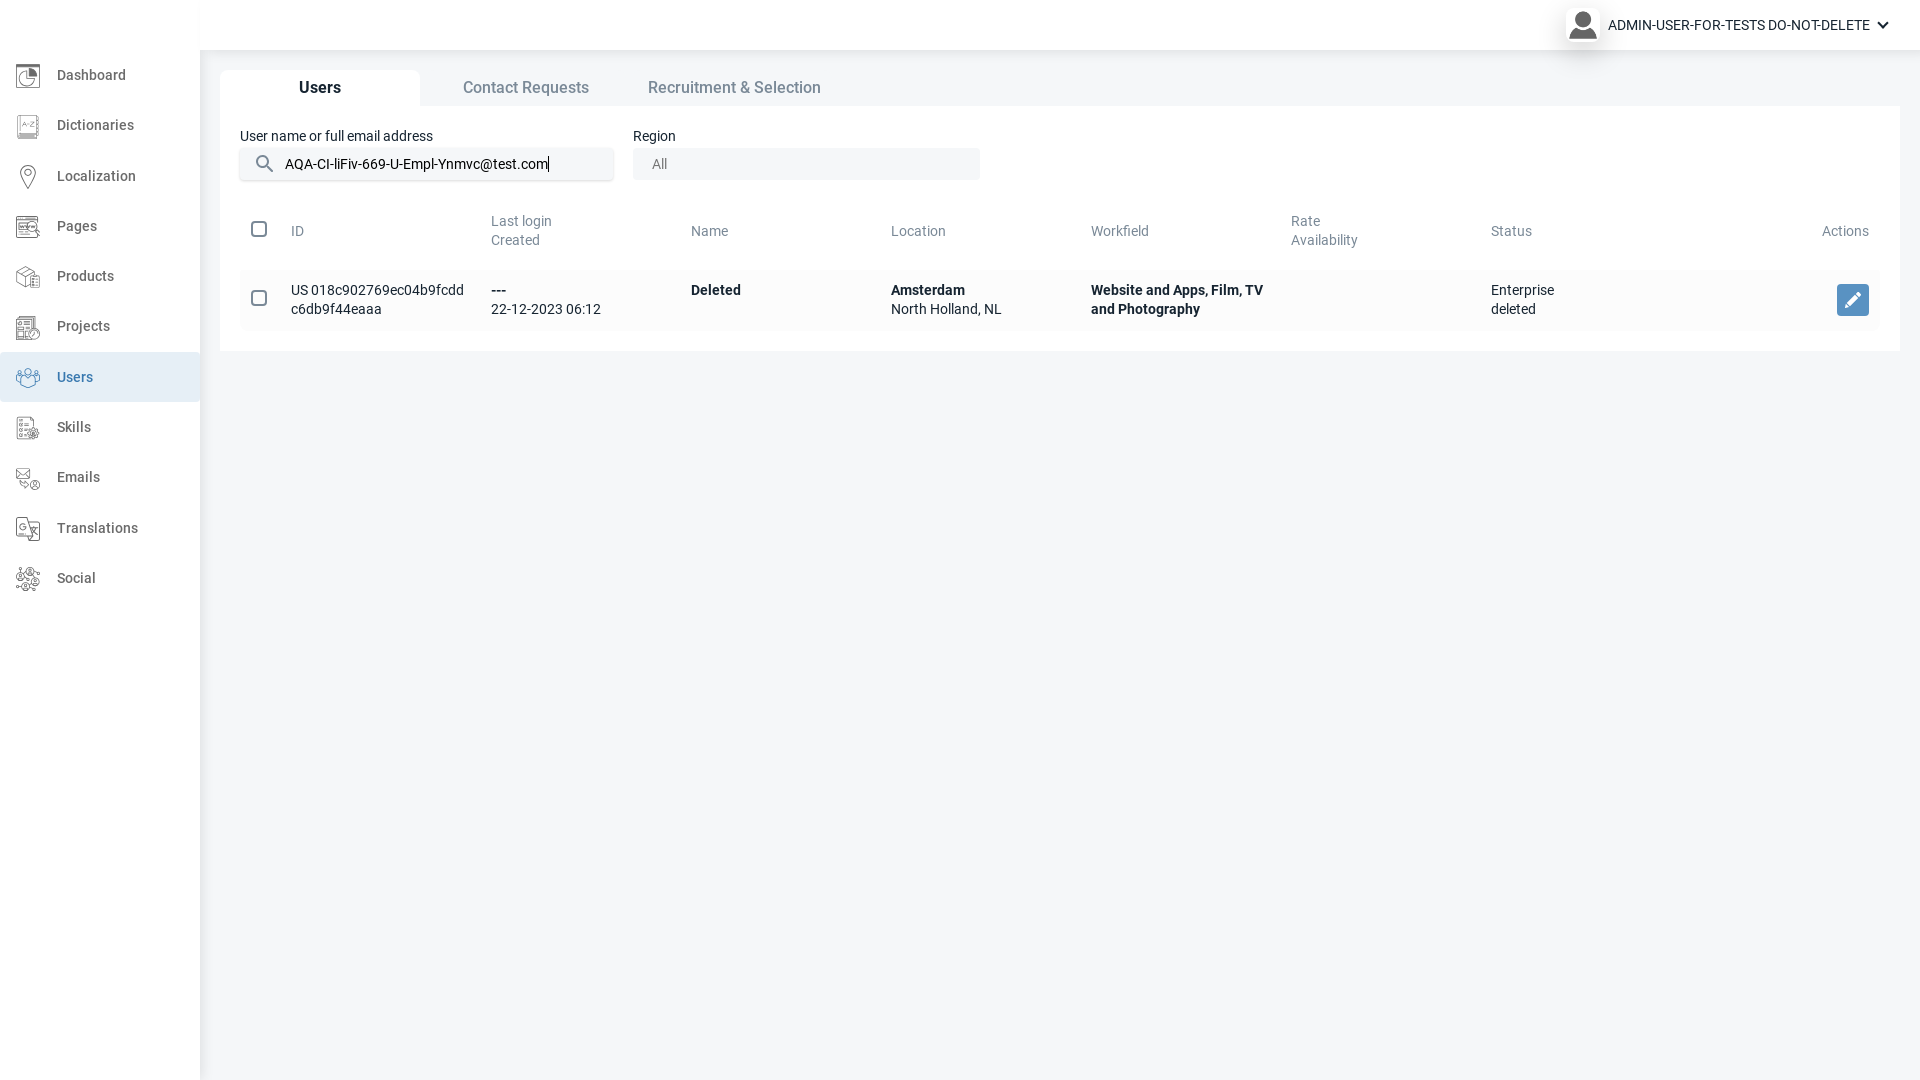 ADMIN-USER-FOR-TESTS DO-NOT-DELETE
Dashboard
Dictionaries
Localization
Pages
Products
Projects
Users
Skills
Emails
Translations
Social
Users
Contact Requests
Recruitment & Selection
User name or full email address
Region
AQA-CI-liFiv-669-U-Empl-Ynmvc@test.com
All
ID
Last login
Created
Name
Location
Workfield
Rate
Availability
Status
Actions
US 018c902769ec04b9fcdd
c6db9f44eaaa
---
22-12-2023 06:12
Deleted
Amsterdam
North Holland, NL
Website and Apps, Film, TV
and Photography
Enterprise
deleted